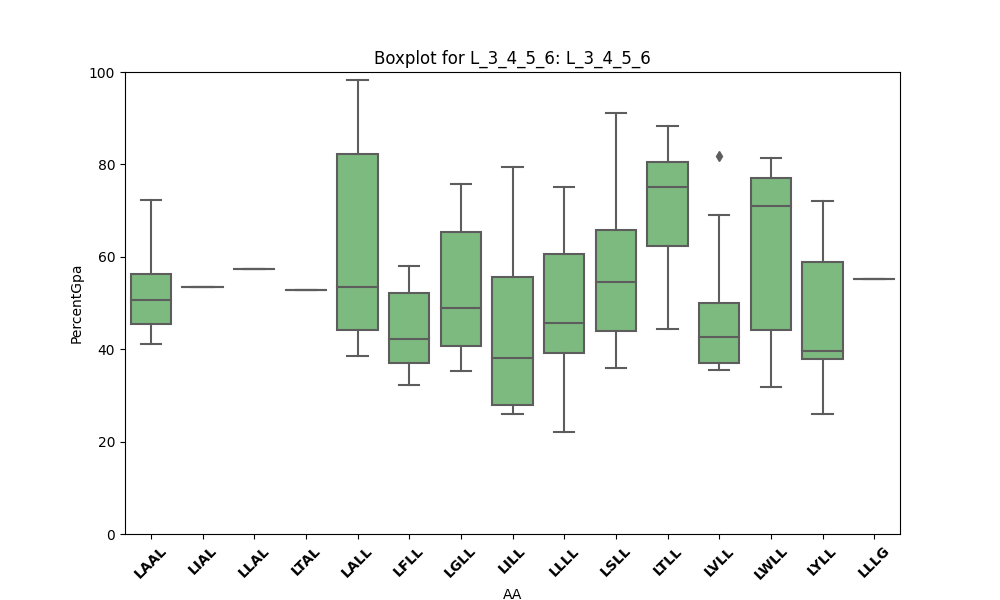 Boxplot for L_3_4_5_6: L_3_4_5_6
100
80
60
40
20
0
PercentGpa
LAAL LIAL LLAL LTAL LALL LFLL LGLL LILL LLLL LSLL LTLL LVLL LWLL LYLL LLLG
AA